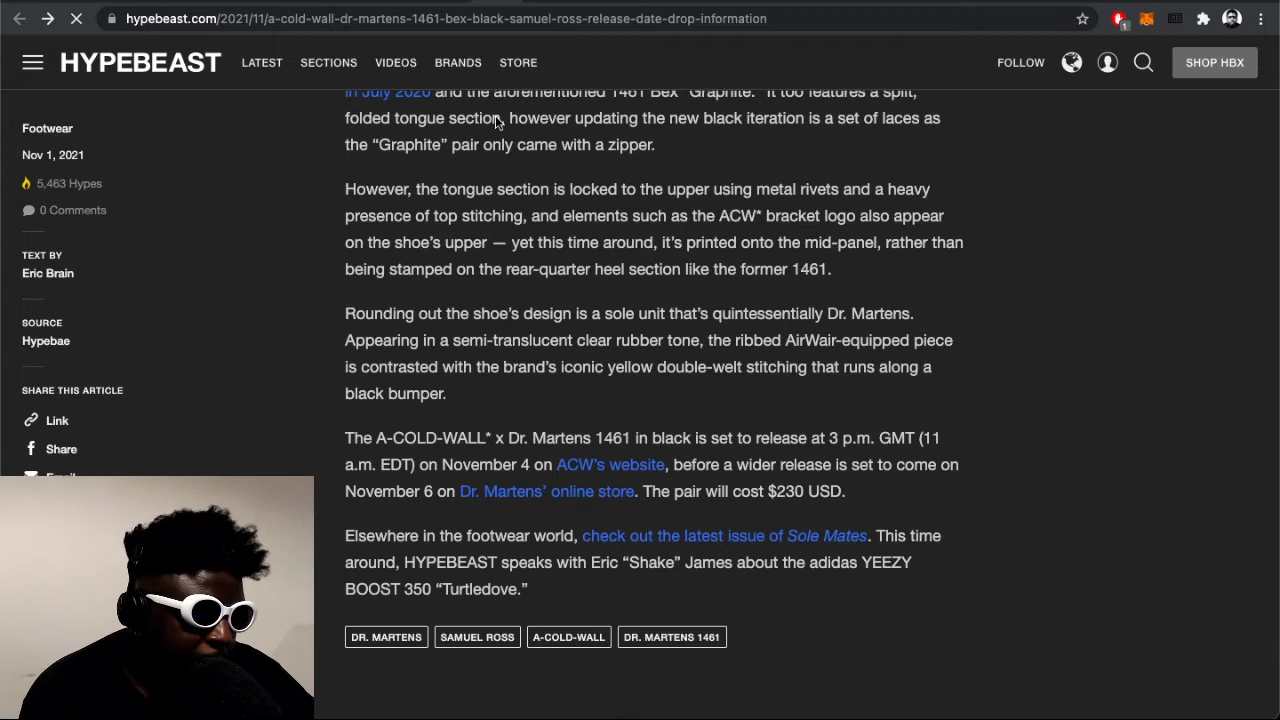 hypebeast.com/2021/11/a-cold-wall-dr-martens-1461-bex-black-samuel-ross-release-date-drop-information
1
HYPEBEAST
LATEST
SECTIONS
VIDEOS
BRANDS
STORE
FOLLOW
SHOP HBX
Footwear
Nov 1, 2021
5,463 Hypes
0 Comments
TEXT BY
Eric Brain
SOURCE
Hypebae
SHARE THIS ARTICLE
Link
Share
Email
in July 2020 and the aforementioned 1461 Bex “Graphite.” It too features a split,
folded tongue section, however updating the new black iteration is a set of laces as
the “Graphite” pair only came with a zipper.
However, the tongue section is locked to the upper using metal rivets and a heavy
presence of top stitching, and elements such as the ACW* bracket logo also appear
on the shoe’s upper — yet this time around, it’s printed onto the mid-panel, rather than
being stamped on the rear-quarter heel section like the former 1461.
Rounding out the shoe’s design is a sole unit that’s quintessentially Dr. Martens.
Appearing in a semi-translucent clear rubber tone, the ribbed AirWair-equipped piece
is contrasted with the brand’s iconic yellow double-welt stitching that runs along a
black bumper.
The A-COLD-WALL* x Dr. Martens 1461 in black is set to release at 3 p.m. GMT (11
a.m. EDT) on November 4 on ACW’s website, before a wider release is set to come on
November 6 on Dr. Martens’ online store. The pair will cost $230 USD.
Elsewhere in the footwear world, check out the latest issue of Sole Mates. This time
around, HYPEBEAST speaks with Eric “Shake” James about the adidas YEEZY
BOOST 350 “Turtledove.”
DR. MARTENS
SAMUEL ROSS
A-COLD-WALL
DR. MARTENS 1461